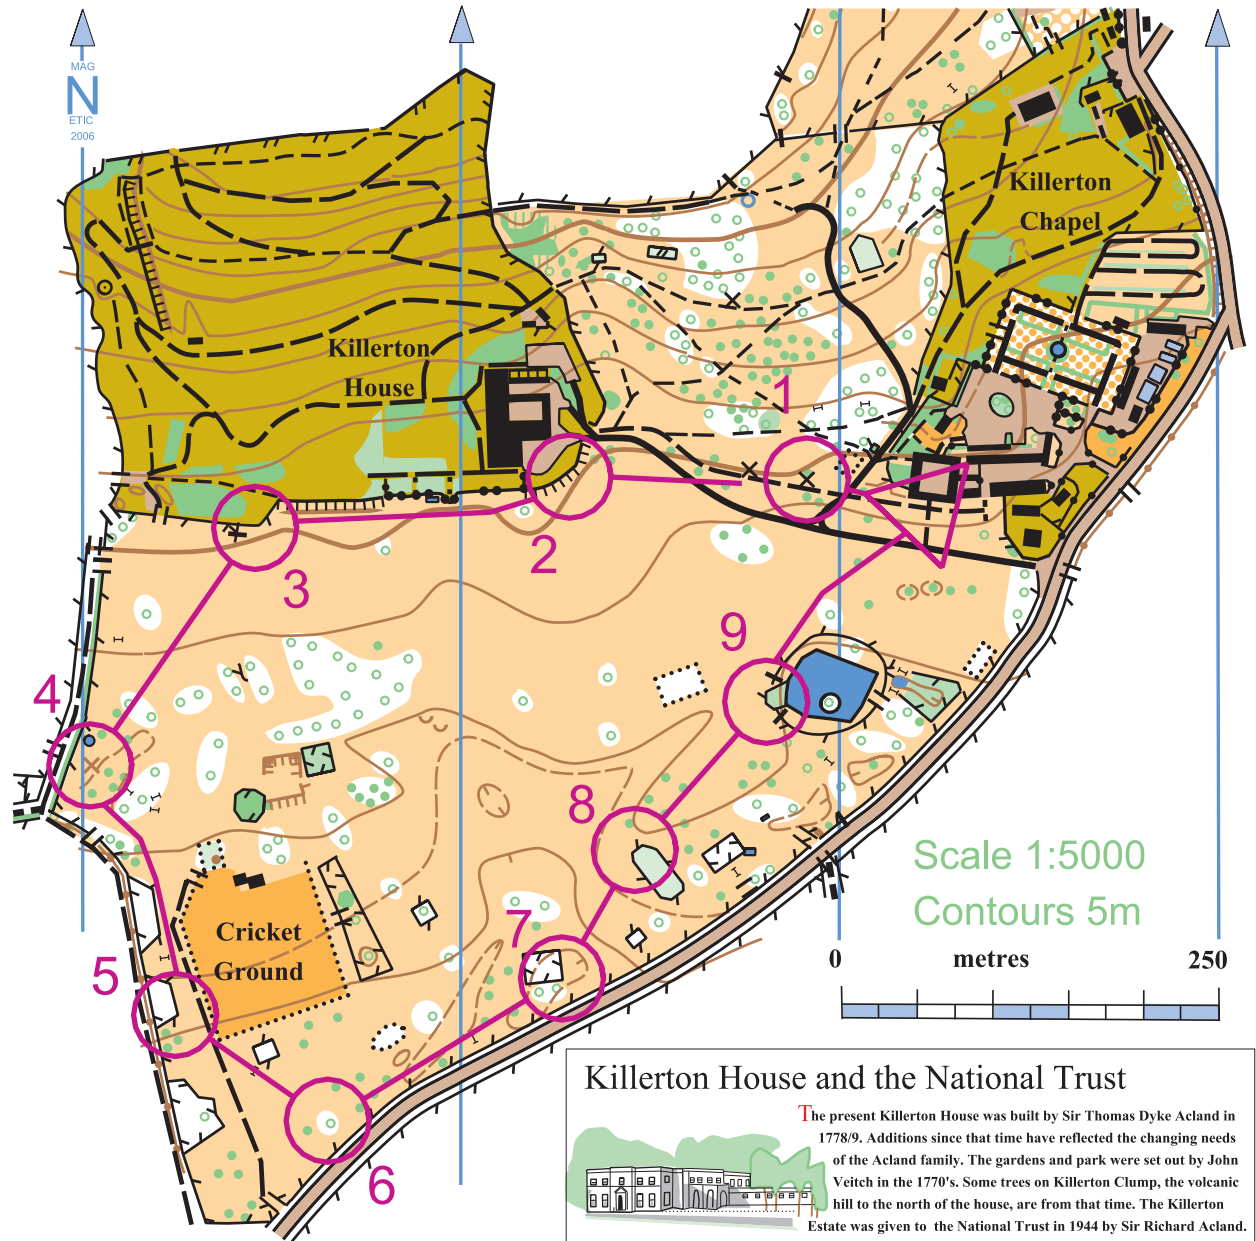 MAG
N
ETIC
2006
Killerton
Chapel
Killerton
House
1
2
3
4
5
6
7
8
9
Cricket
Ground
Scale 1:5000
Contours 5m
0 metres 250
Killerton House and the National Trust
The present Killerton House was built by Sir Thomas Dyke Acland in
1778/9. Additions since that time have reflected the changing needs
of the Acland family. The gardens and park were set out by John
Veitch in the 1770's. Some trees on Killerton Clump, the volcanic
hill to the north of the house, are from that time. The Killerton
Estate was given to the National Trust in 1944 by Sir Richard Acland.